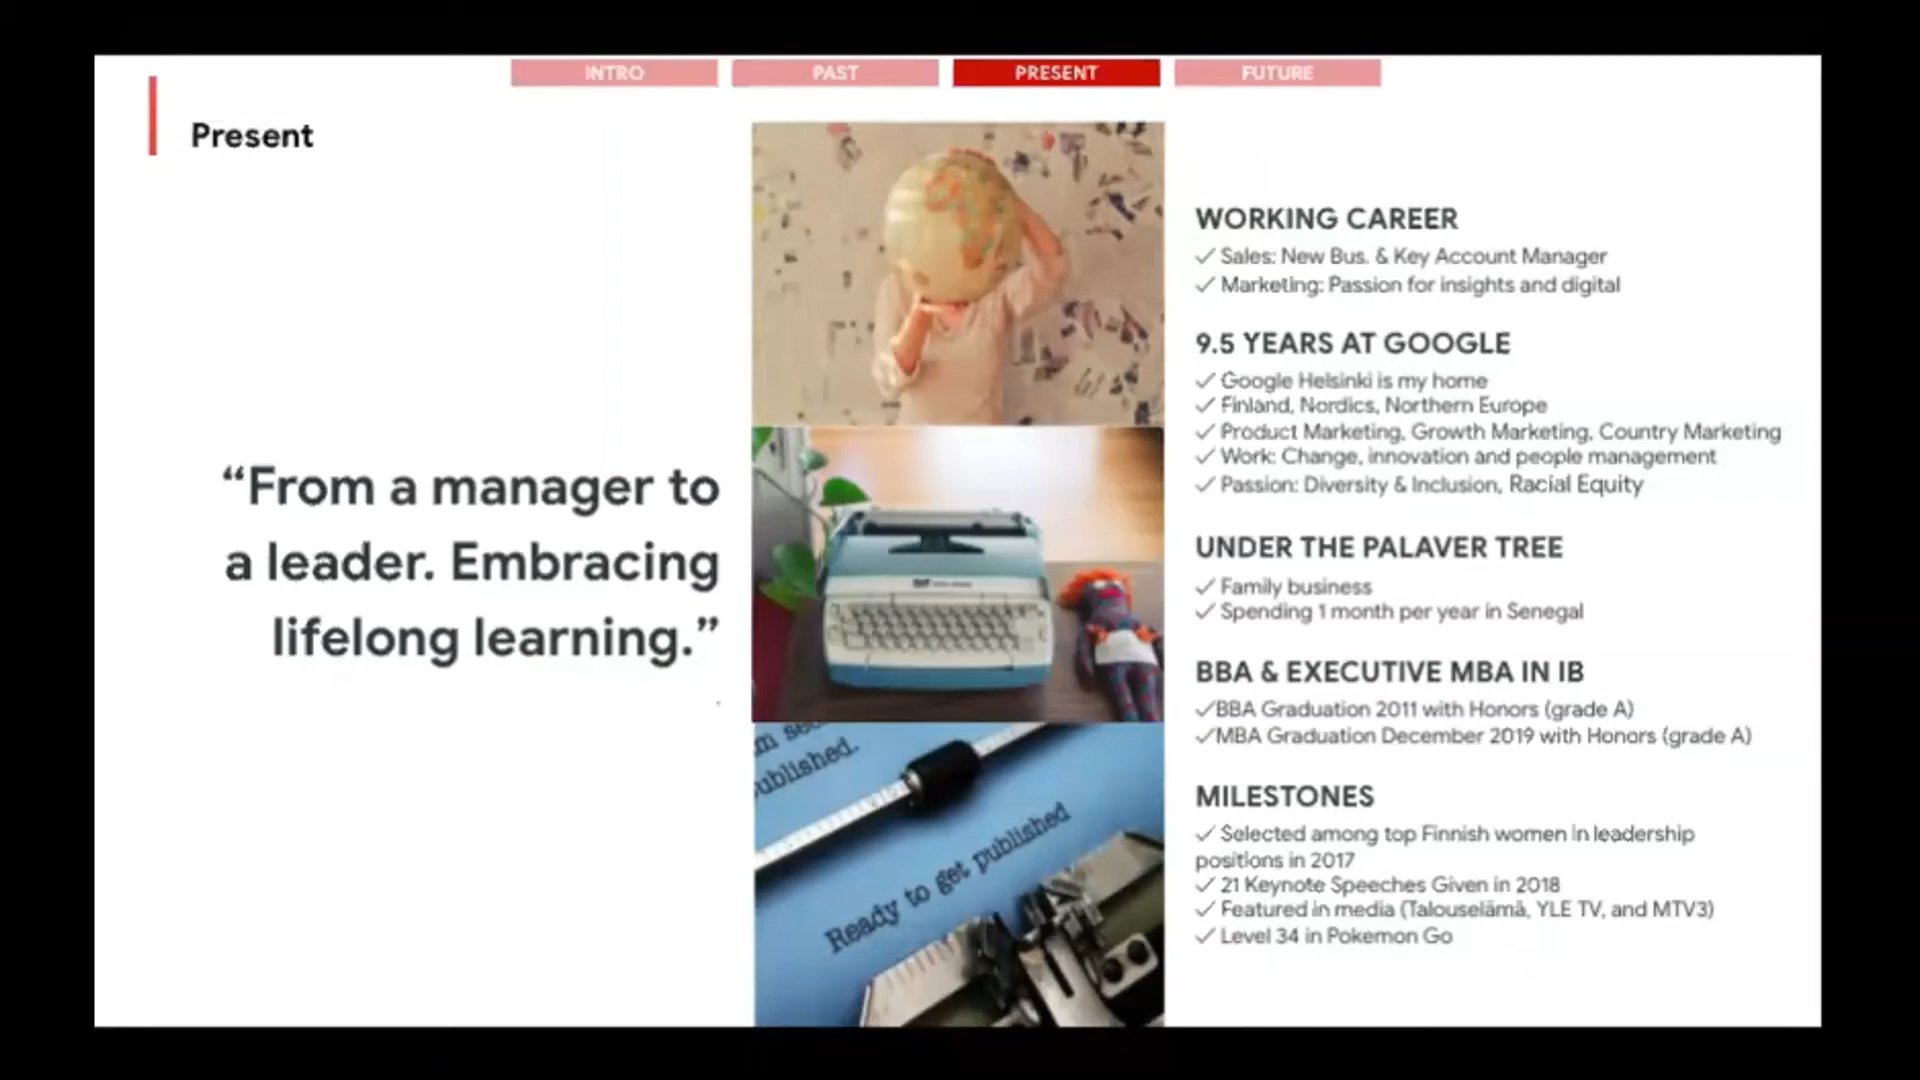 INTRO PAST PRESENT FUTURE
Present
“From a manager to
a leader. Embracing
lifelong learning.”
published.
Ready to get published
WORKING CAREER
✓ Sales: New Bus. & Key Account Manager
✓ Marketing: Passion for insights and digital
9.5 YEARS AT GOOGLE
✓ Google Helsinki is my home
✓ Finland, Nordics, Northern Europe
✓ Product Marketing, Growth Marketing, Country Marketing
✓ Work: Change, innovation and people management
✓ Passion: Diversity & Inclusion, Racial Equity
UNDER THE PALAVER TREE
✓ Family business
✓ Spending 1 month per year in Senegal
BBA & EXECUTIVE MBA IN IB
✓BBA Graduation 2011 with Honors (grade A)
✓MBA Graduation December 2019 with Honors (grade A)
MILESTONES
✓ Selected among top Finnish women in leadership
positions in 2017
✓ 21 Keynote Speeches Given in 2018
✓ Featured in media (Talouselämä, YLE TV, and MTV3)
✓ Level 34 in Pokemon Go